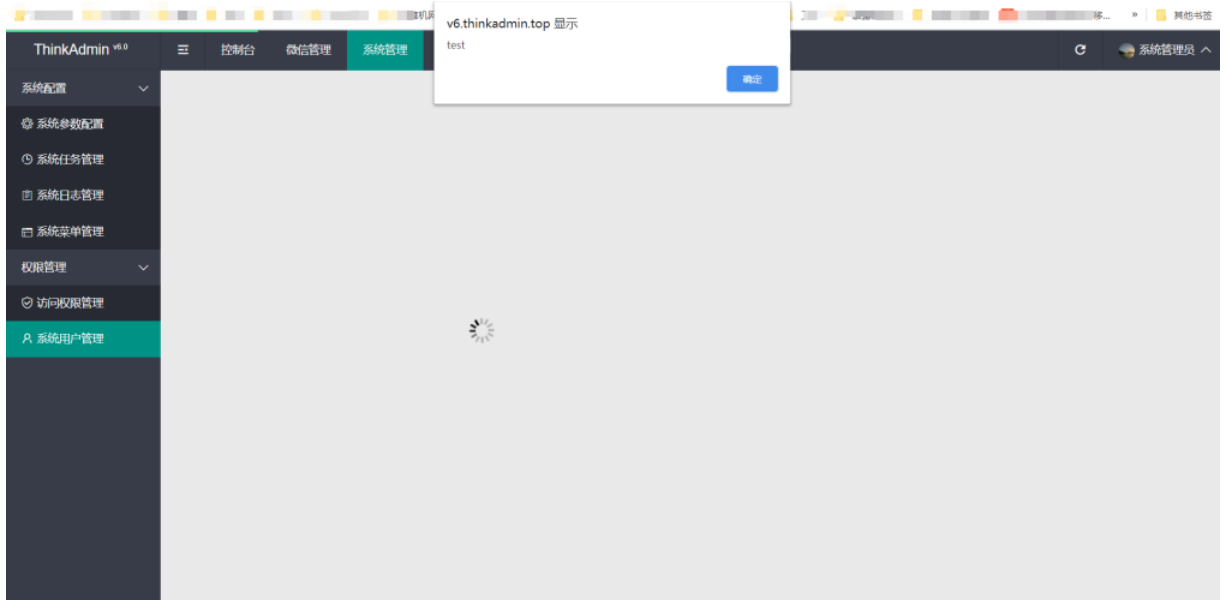 移...
»
其他书签
v6.thinkadmin.top 显示
test
确定
ThinkAdmin v6.0
控制台
微信管理
系统管理
系统管理员
系统配置
系统参数配置
系统任务管理
系统日志管理
系统菜单管理
权限管理
访问权限管理
系统用户管理